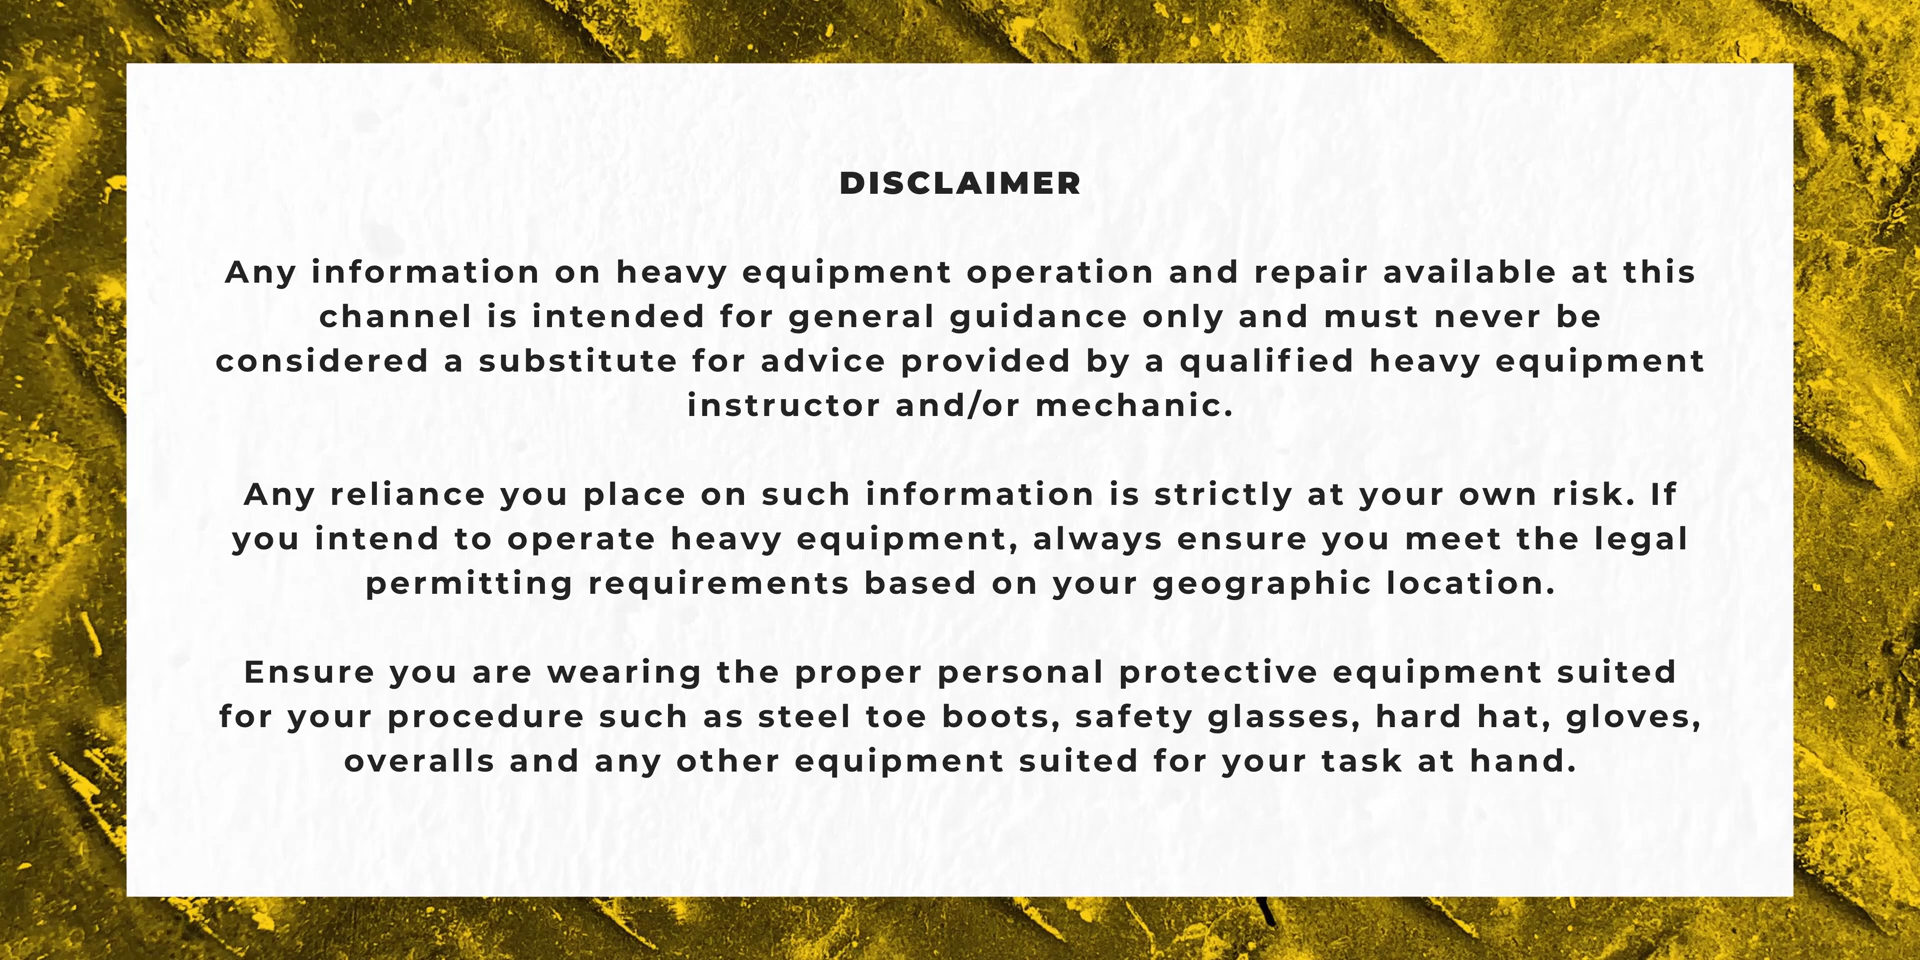 DISCLAIMER
Any information on heavy equipment operation and repair available at this
channel is intended for general guidance only and must never be
considered a substitute for advice provided by a qualified heavy equipment
instructor and/or mechanic.
Any reliance you place on such information is strictly at your own risk. If
you intend to operate heavy equipment, always ensure you meet the legal
permitting requirements based on your geographic location.
Ensure you are wearing the proper personal protective equipment suited
for your procedure such as steel toe boots, safety glasses, hard hat, gloves,
overalls and any other equipment suited for your task at hand.